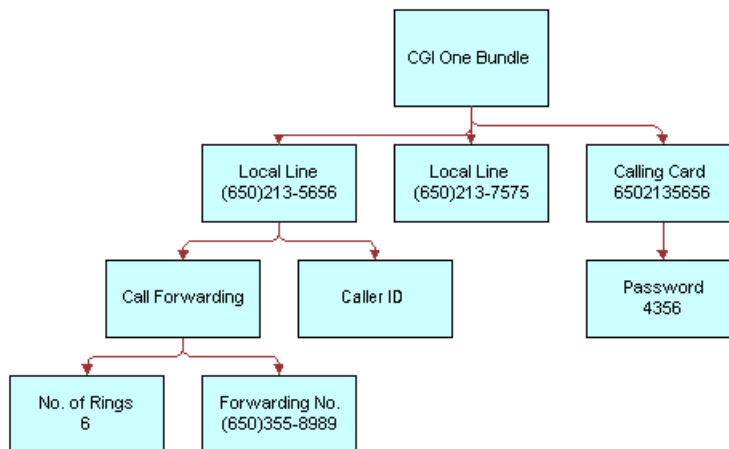 CGI One Bundle
Local Line
(650)213-5656
Local Line
(650)213-7575
Calling Card
6502135656
Call Forwarding
Caller ID
Password
4356
No. of Rings
6
Forwarding No.
(650)355-8989